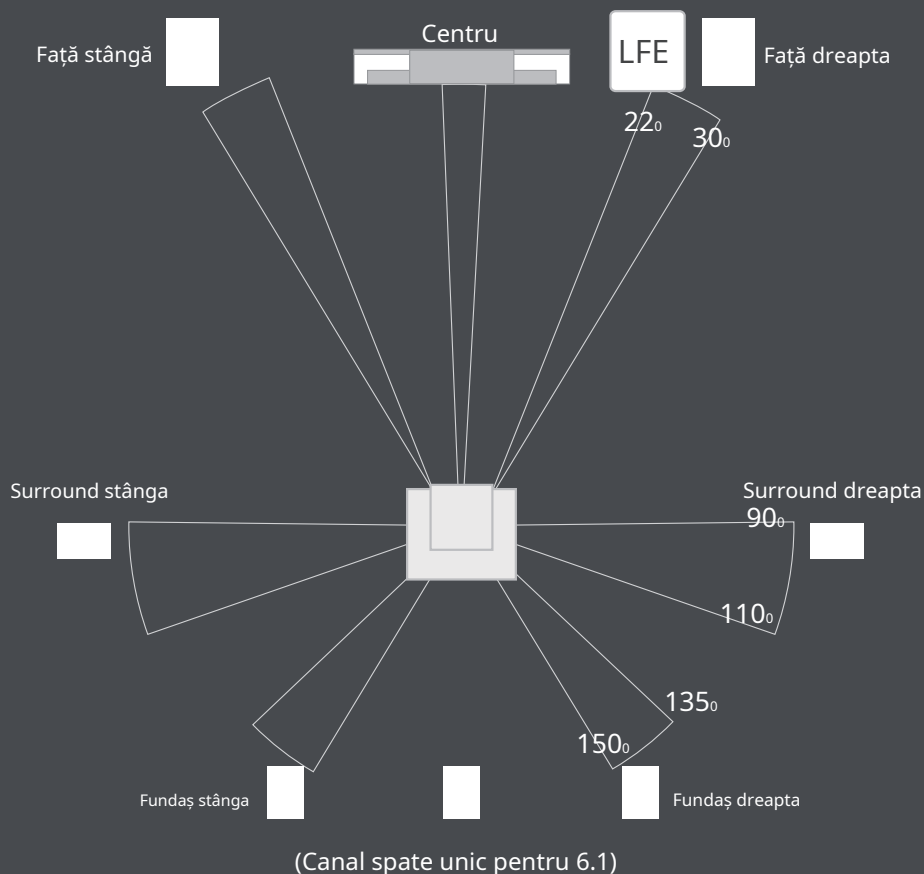 Centru
Față stângă
LFE
Față dreapta
22₀
30₀
Surround stânga
Surround dreapta
90₀
110₀
135₀
150₀
Fundaș stânga
Fundaș dreapta
(Canal spate unic pentru 6.1)